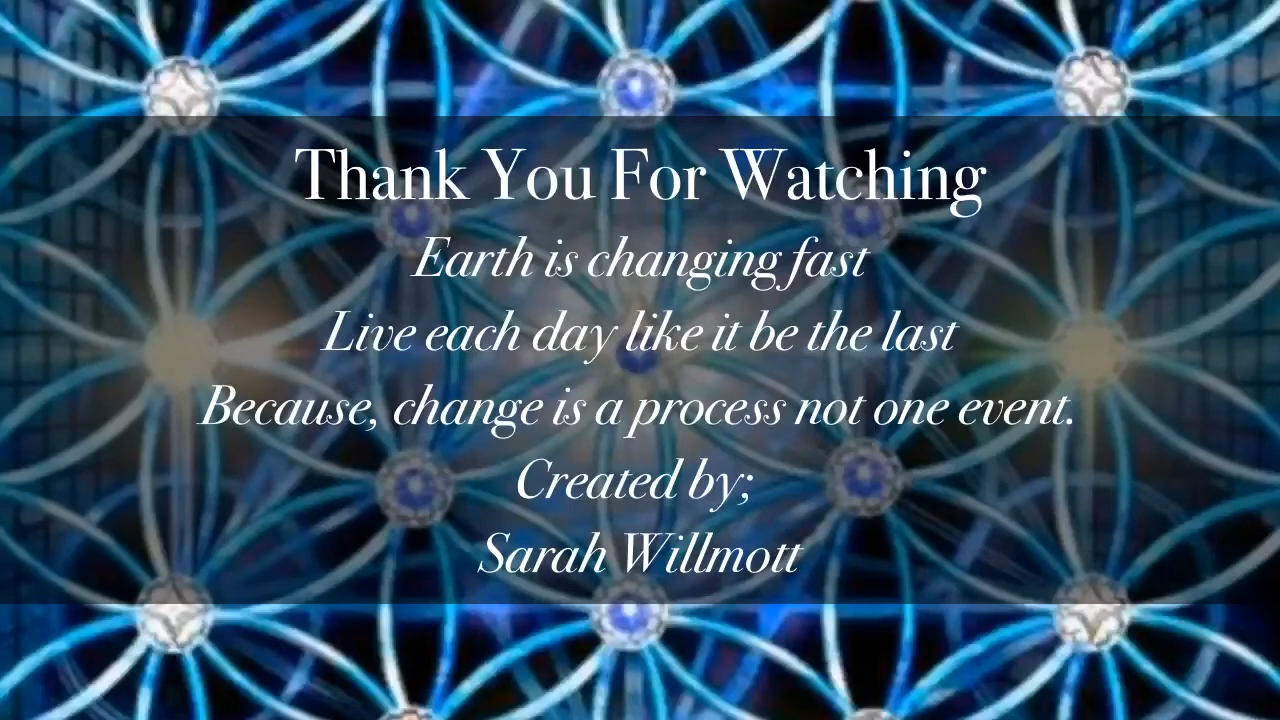 Thank You For Watching
Earth is changing fast
Live each day like it be the last
Because, change is a process not one event.
Created by;
Sarah Willmott